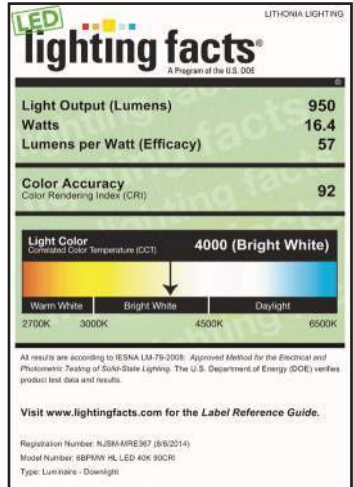 LED
LITHONIA LIGHTING
lighting facts®
A Program of the U.S. DOE
Light Output (Lumens) 950
Watts 16.4
Lumens per Watt (Efficacy) 57
Color Accuracy 92
Color Rendering Index (CRI)
Light Color 4000 (Bright White)
Correlated Color Temperature (CCT)
Warm White Bright White Daylight
2700K 3000K 4500K 6500K
All results are according to IESNA LM-79-2008: Approved Method for the Electrical and
Photometric Testing of Solid-State Lighting. The U.S. Department of Energy (DOE) verifies
product test data and results.
Visit www.lightingfacts.com for the Label Reference Guide.
Registration Number: NJSM-MRE367 (8/6/2014)
Model Number: 6BPMW HL LED 40K 90CRI
Type: Luminaire - Downlight